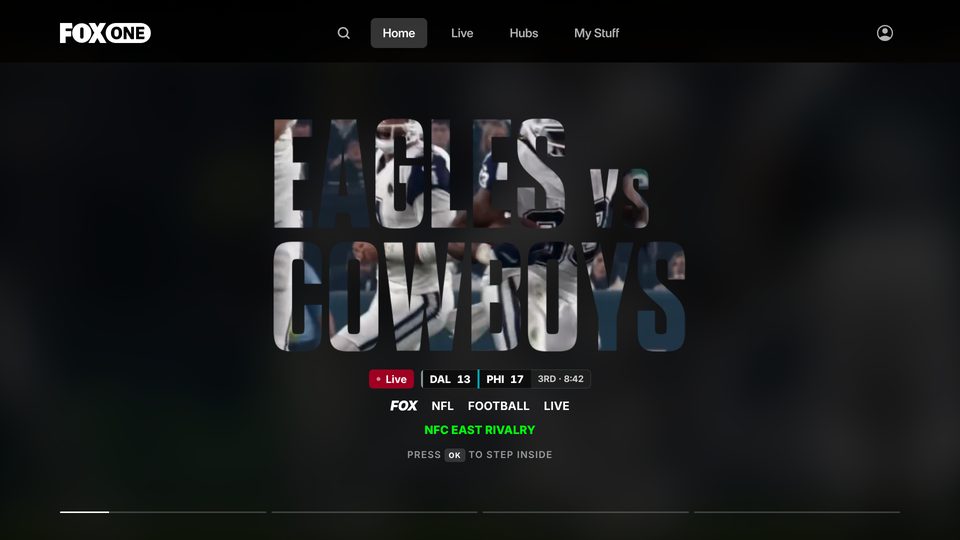 FOX ONE
Home Live Hubs My Stuff
EAGLES VS
COWBOYS
Live DAL 13 PHI 17 3RD · 8:42
FOX NFL FOOTBALL LIVE
NFC EAST RIVALRY
PRESS OK TO STEP INSIDE